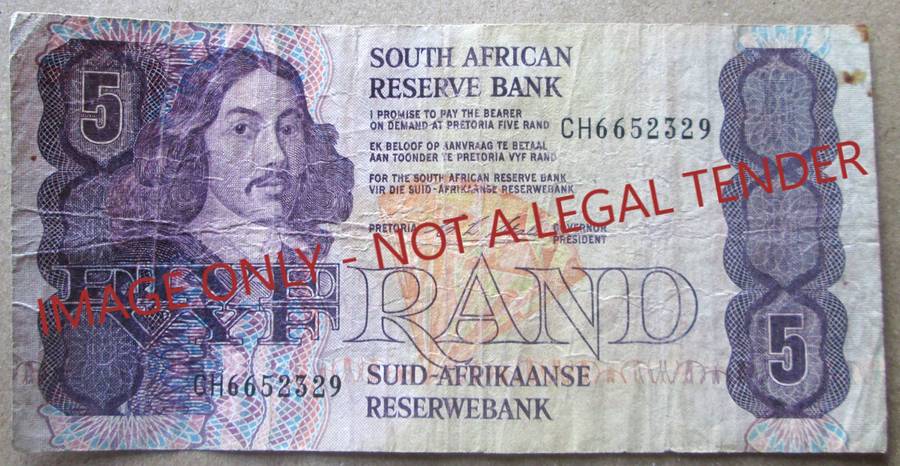 5
SOUTH AFRICAN
RESERVE BANK
I PROMISE TO PAY THE BEARER
ON DEMAND AT PRETORIA FIVE RAND
CH6652329
EK BELOOF OP AANVRAAG TE BETAAL
AAN TOONDER TE PRETORIA VYF RAND
FOR THE SOUTH AFRICAN RESERVE BANK
VIR DIE SUID-AFRIKAANSE RESERWEBANK
PRETORIA
GOVERNOR
PRESIDENT
IMAGE ONLY - NOT A LEGAL TENDER
FIVE
VYF
RAND
5
CH6652329
SUID-AFRIKAANSE
RESERWEBANK